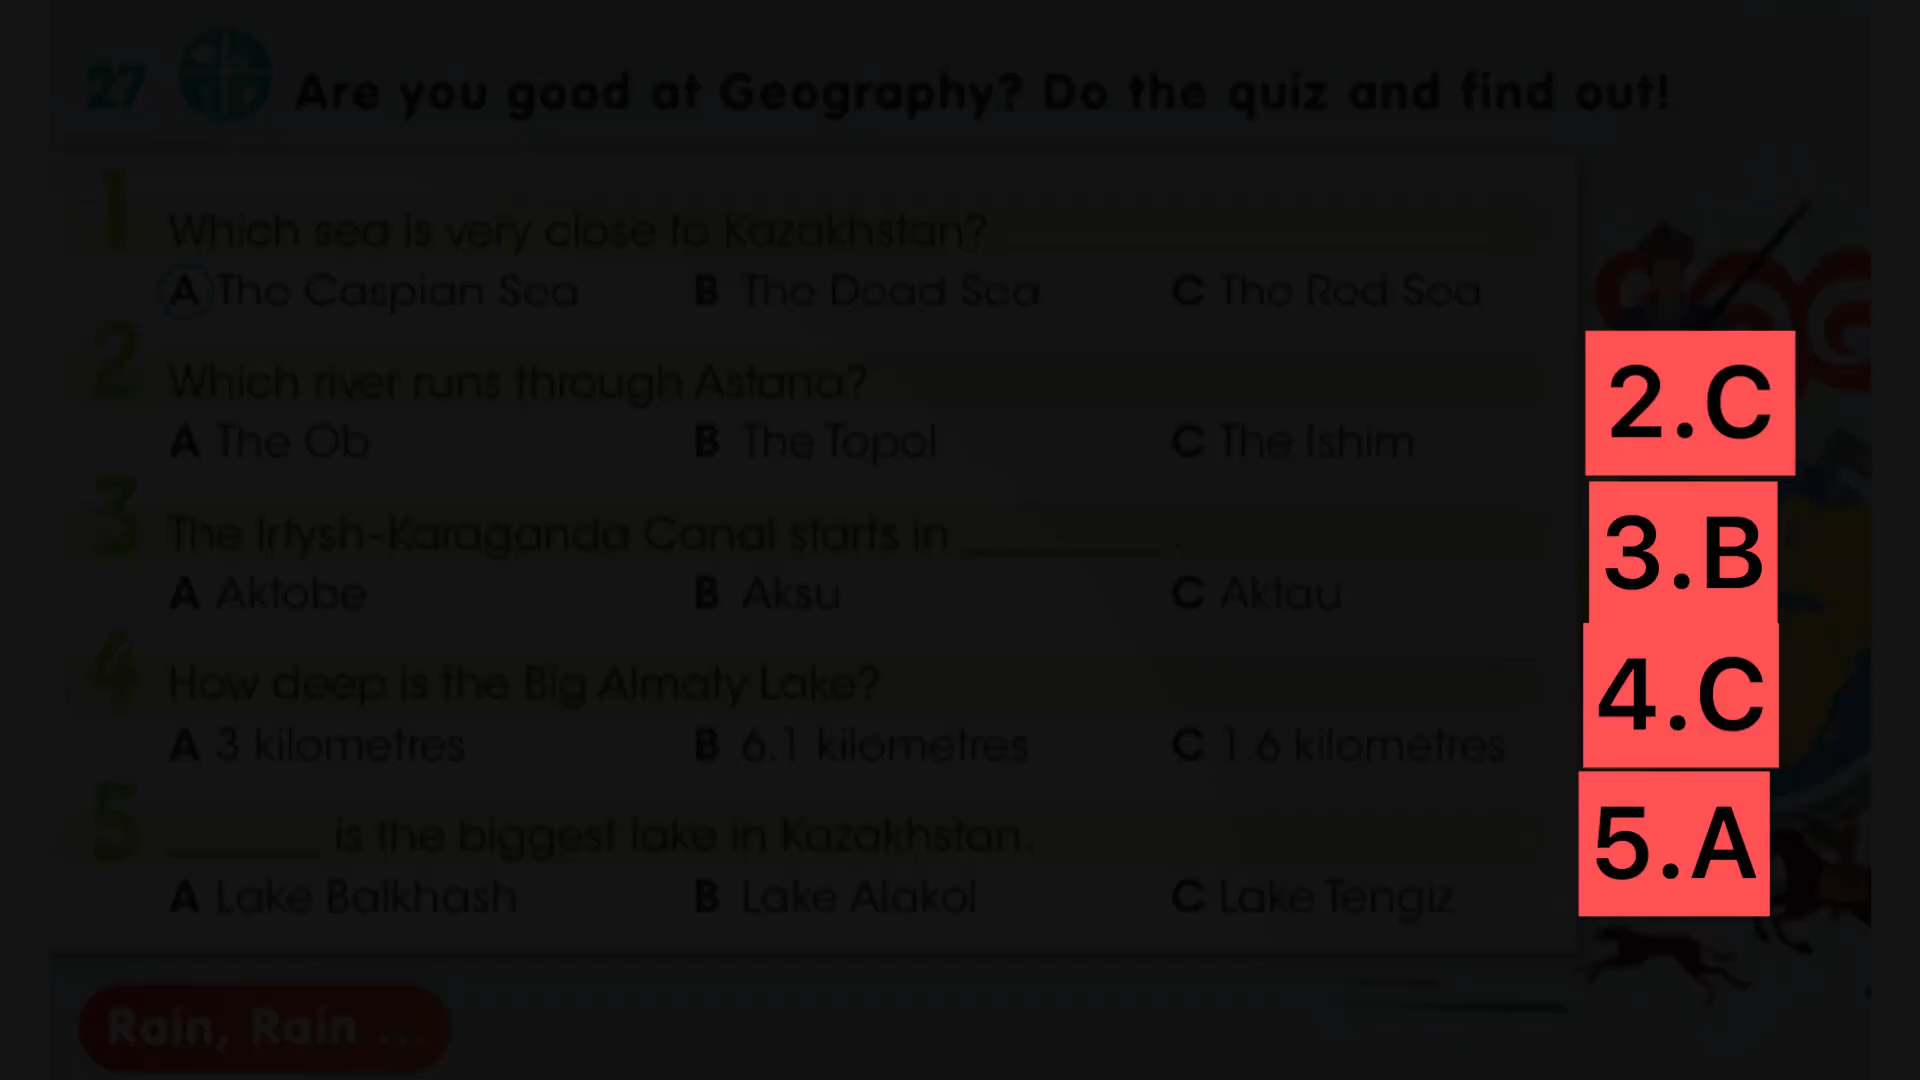 27 Are you good at Geography? Do the quiz and find out!
1 Which sea is very close to Kazakhstan?
A The Caspian Sea B The Dead Sea C The Red Sea
2 Which river runs through Astana?
A The Ob B The Topol C The Ishim
2.C
3 The Irtysh-Karaganda Canal starts in ________.
A Aktobe B Aksu C Aktau
3.B
4 How deep is the Big Almaty Lake?
A 3 kilometres B 6.1 kilometres C 1.6 kilometres
4.C
5 ______ is the biggest lake in Kazakhstan.
A Lake Balkhash B Lake Alakol C Lake Tengiz
5.A
Rain, Rain ...